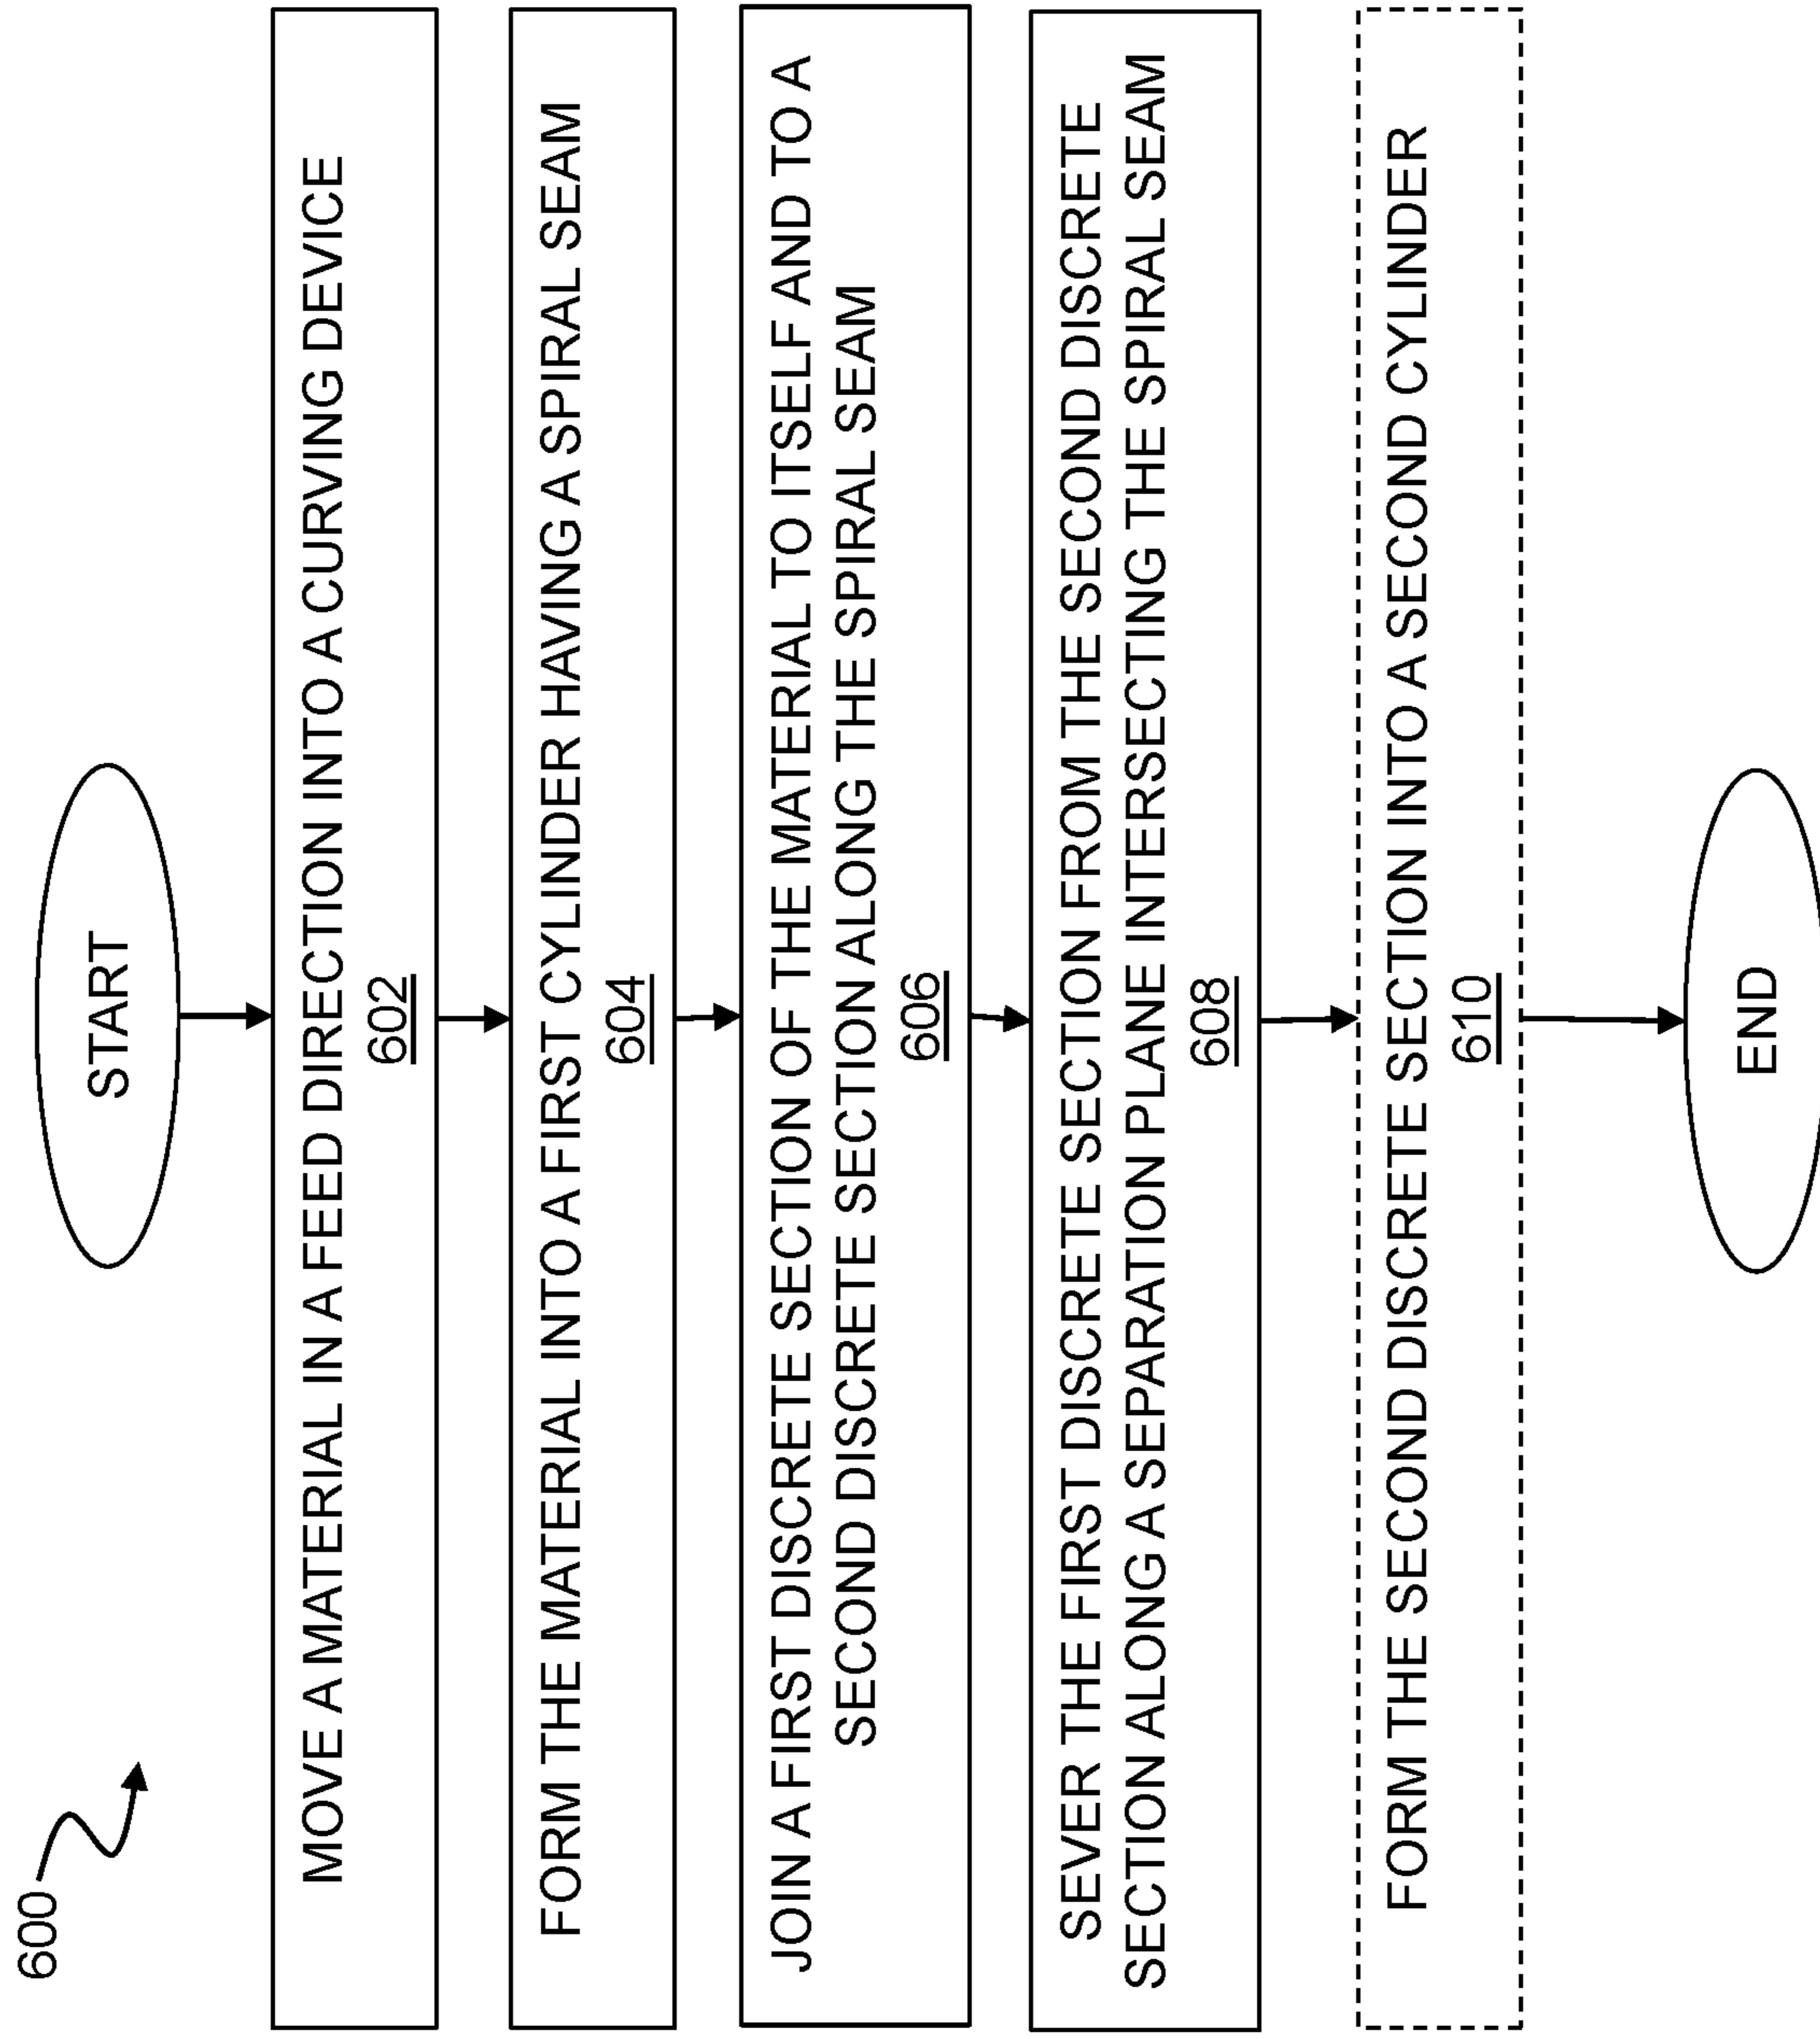 600
START
MOVE A MATERIAL IN A FEED DIRECTION INTO A CURVING DEVICE
602
FORM THE MATERIAL INTO A FIRST CYLINDER HAVING A SPIRAL SEAM
604
JOIN A FIRST DISCRETE SECTION OF THE MATERIAL TO ITSELF AND TO A
SECOND DISCRETE SECTION ALONG THE SPIRAL SEAM
606
SEVER THE FIRST DISCRETE SECTION FROM THE SECOND DISCRETE
SECTION ALONG A SEPARATION PLANE INTERSECTING THE SPIRAL SEAM
608
FORM THE SECOND DISCRETE SECTION INTO A SECOND CYLINDER
610
END